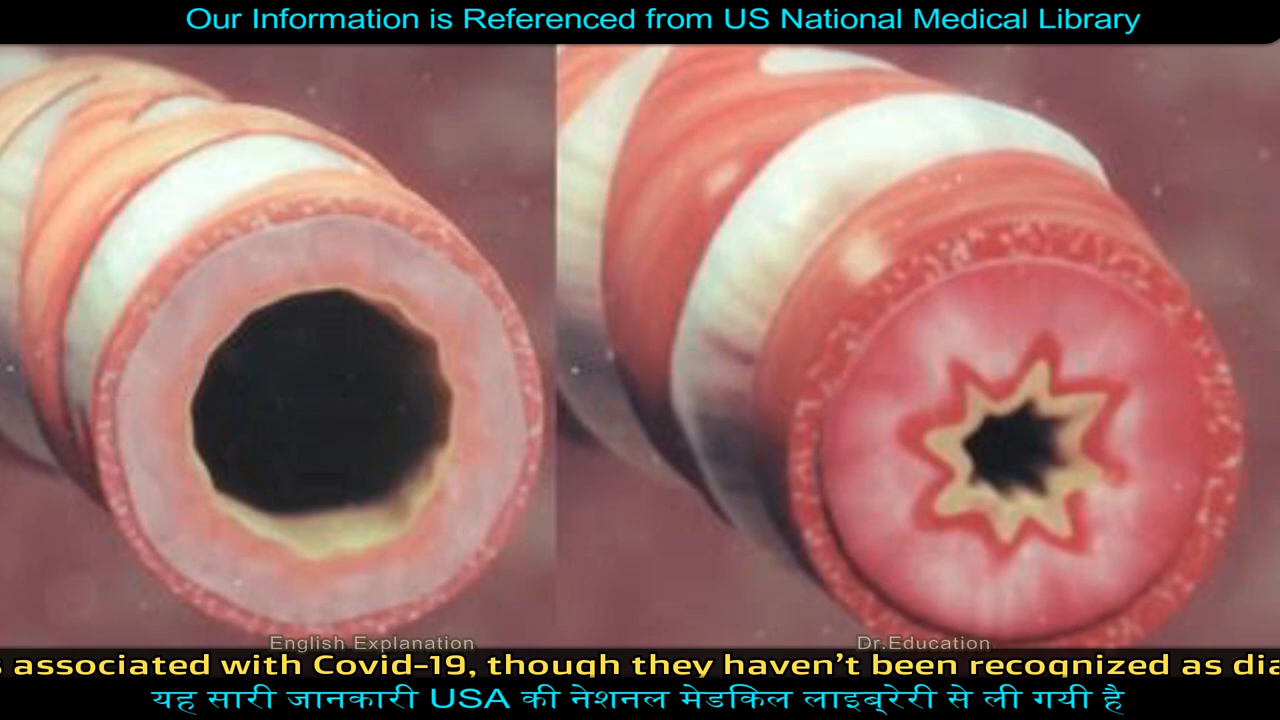 Our Information is Referenced from US National Medical Library
English Explanation
Dr.Education
associated with Covid-19, though they haven't been recognized as
यह सारी जानकारी USA की नेशनल मेडकिल लाइब्रेरी से ली गयी है